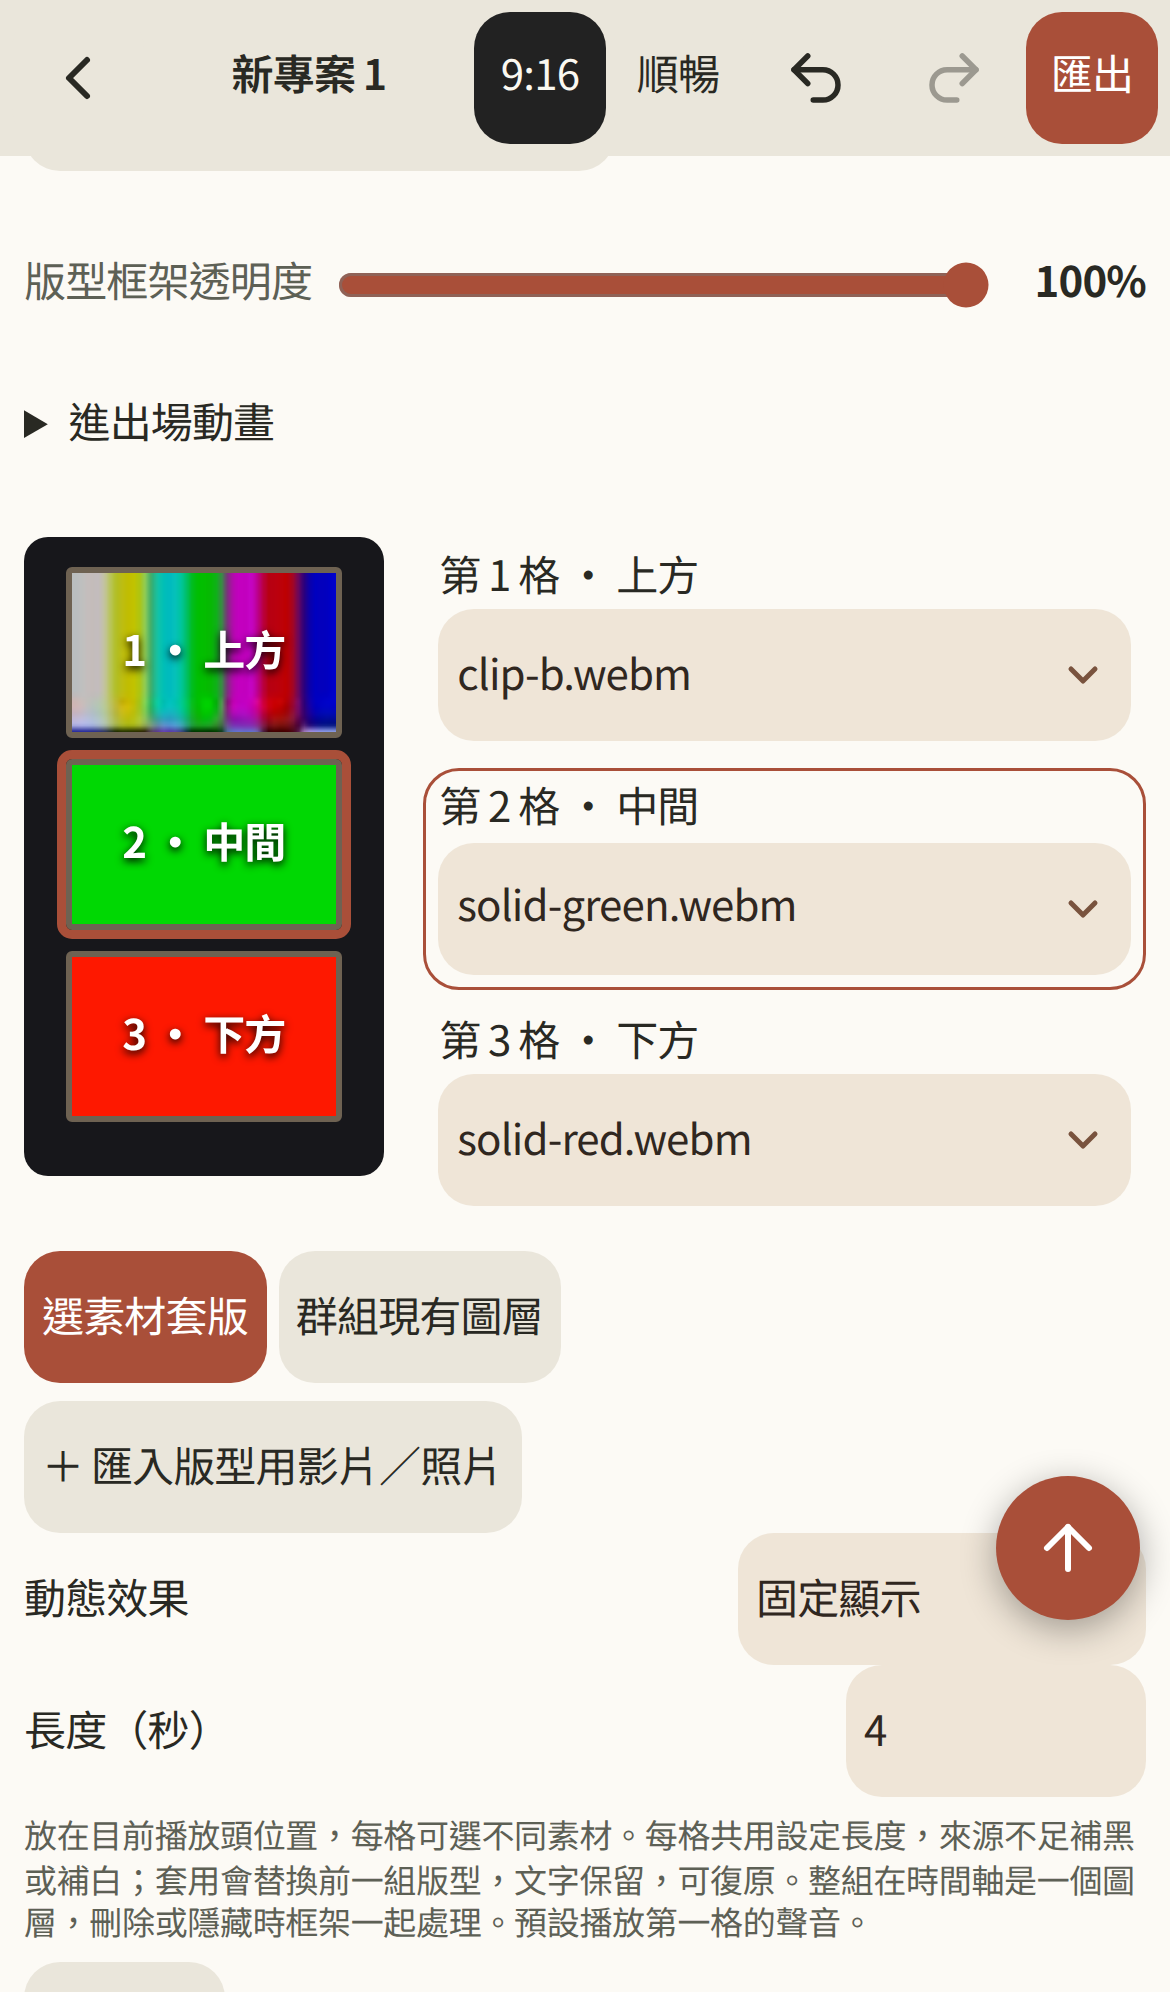 新專案 1
9:16
順暢
匯出
版型框架透明度
100%
進出場動畫
1 · 上方
2 · 中間
3 · 下方
第 1 格 · 上方
clip-b.webm
第 2 格 · 中間
solid-green.webm
第 3 格 · 下方
solid-red.webm
選素材套版
群組現有圖層
＋ 匯入版型用影片／照片
動態效果
固定顯示
長度（秒）
4
放在目前播放頭位置，每格可選不同素材。每格共用設定長度，來源不足補黑
或補白；套用會替換前一組版型，文字保留，可復原。整組在時間軸是一個圖
層，刪除或隱藏時框架一起處理。預設播放第一格的聲音。